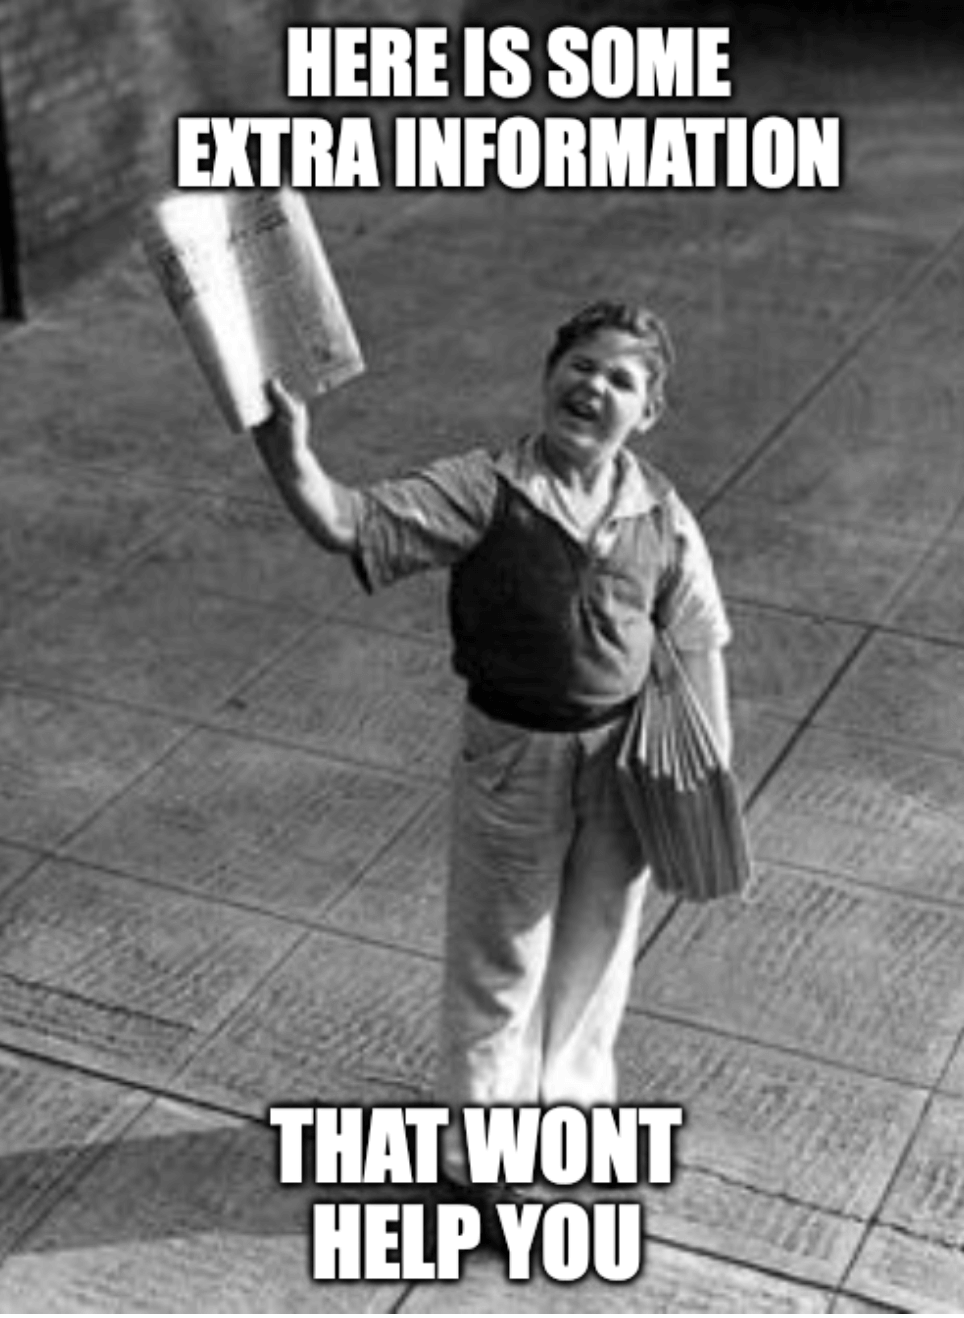 HERE IS SOME
EXTRA INFORMATION
THAT WONT
HELP YOU